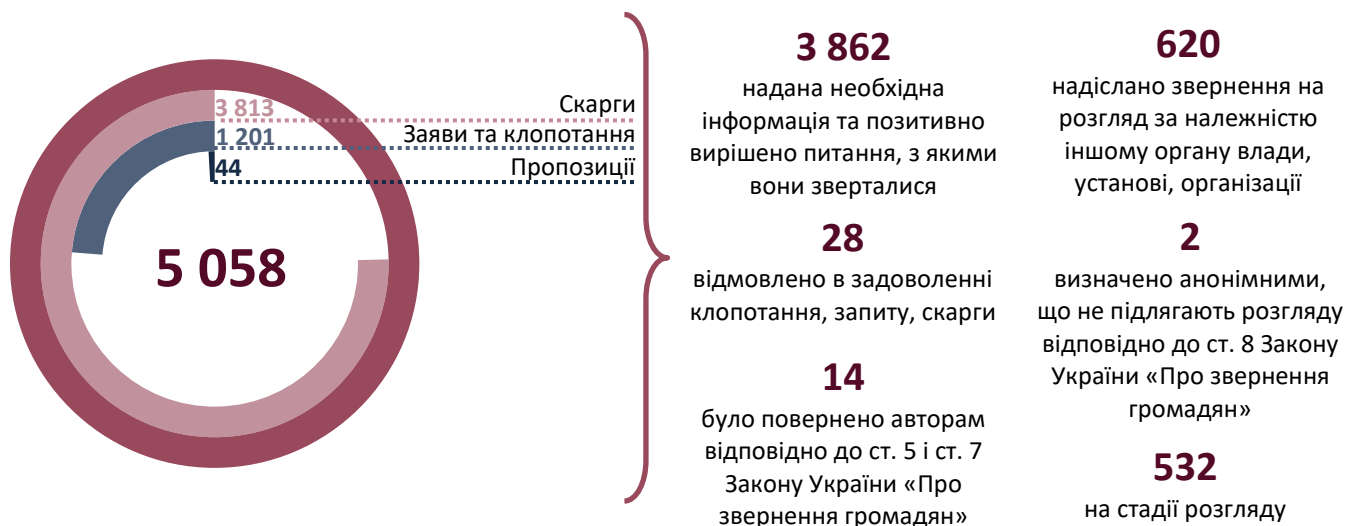 3 813
Скарги
1 201
Заяви та клопотання
44
Пропозиції
5 058
3 862
надана необхідна
інформація та позитивно
вирішено питання, з якими
вони зверталися
28
відмовлено в задоволенні
клопотання, запиту, скарги
14
було повернено авторам
відповідно до ст. 5 і ст. 7
Закону України «Про
звернення громадян»
620
надіслано звернення на
розгляд за належністю
іншому органу влади,
установі, організації
2
визначено анонімними,
що не підлягають розгляду
відповідно до ст. 8 Закону
України «Про звернення
громадян»
532
на стадії розгляду